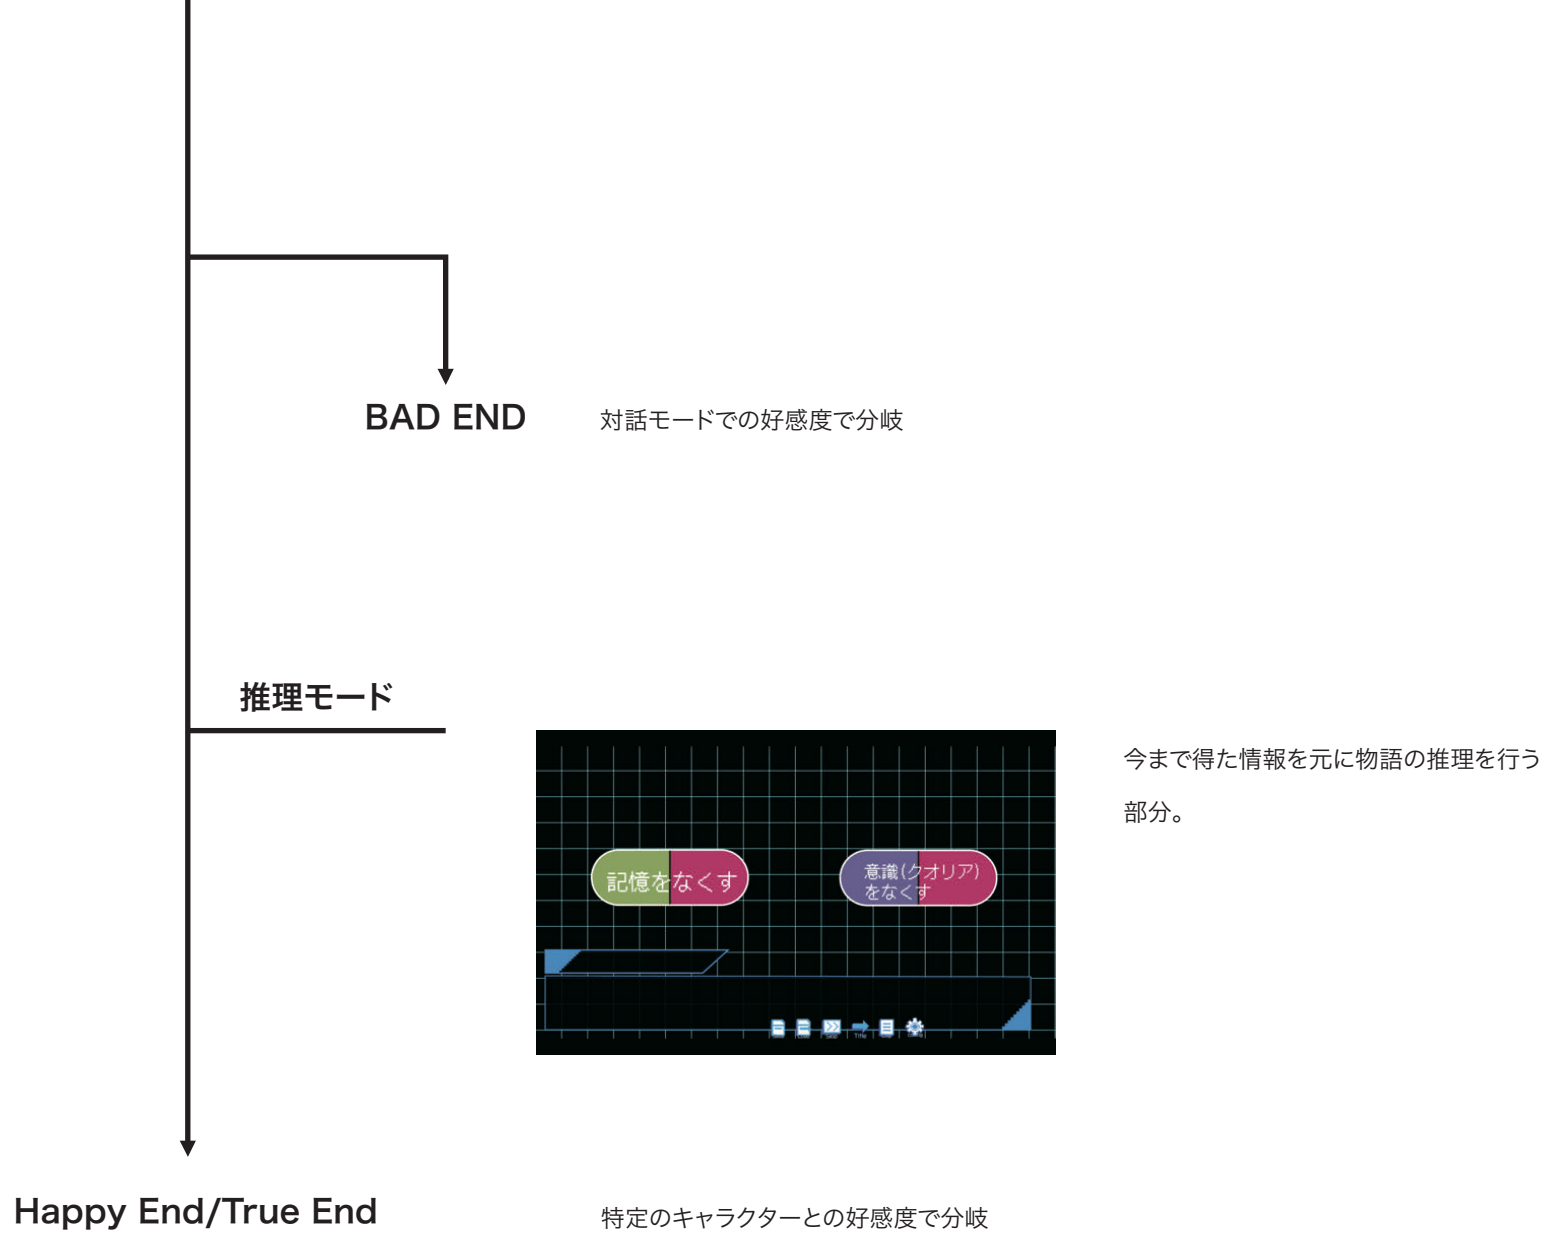 BAD END
対話モードでの好感度で分岐
推理モード
今まで得た情報を元に物語の推理を行う
部分。
記憶をなくす
意識(クオリア)
をなくす
Title
Happy End/True End
特定のキャラクターとの好感度で分岐